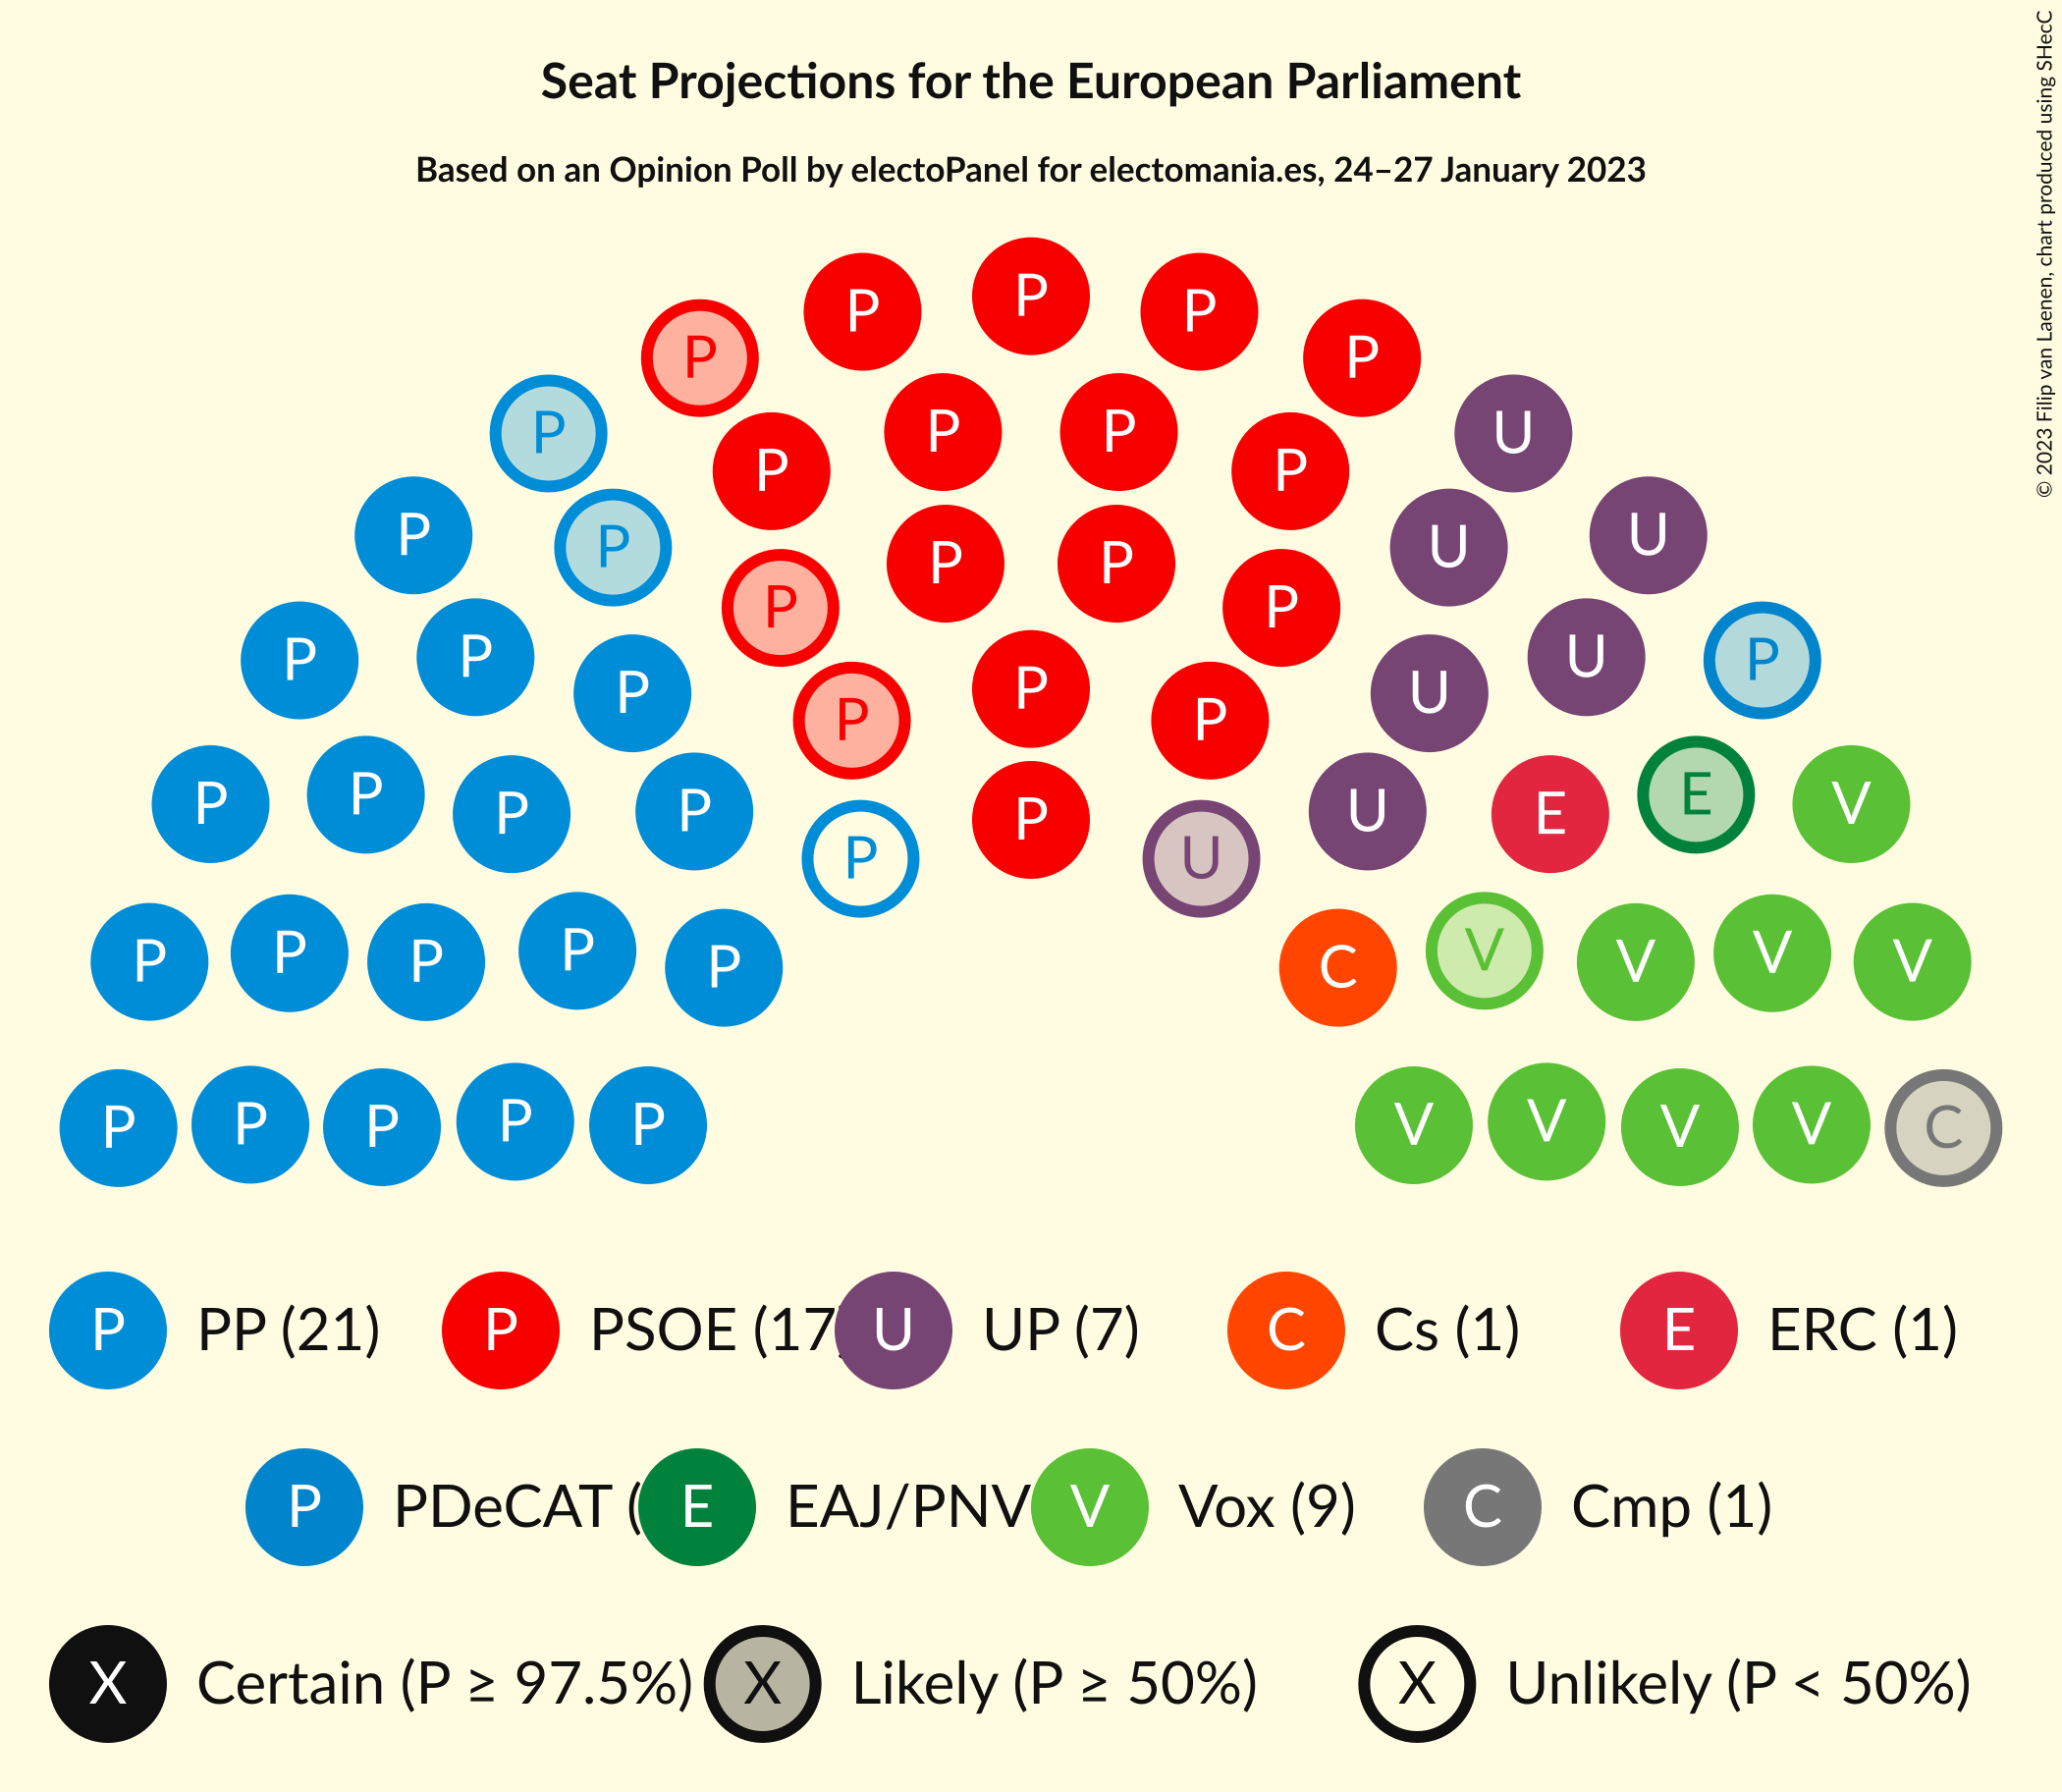 Seat Projections for the European Parliament
Based on an Opinion Poll by electoPanel for electomania.es, 24–27 January 2023
© 2023 Filip van Laenen, chart produced using SHecC
P P P P P
P P P P
P P P P
P U
P P U U
P P P P
P P P U
P P U U P
P P U
P P P P U E E V
P P U
P P P P P C V V V V
P P P P P V V V V C
P PP (21) P PSOE (17 U UP (7) C Cs (1) E ERC (1)
P PDeCAT ( E EAJ/PNV V Vox (9) C Cmp (1)
X Certain (P ≥ 97.5%) X Likely (P ≥ 50%) X Unlikely (P < 50%)